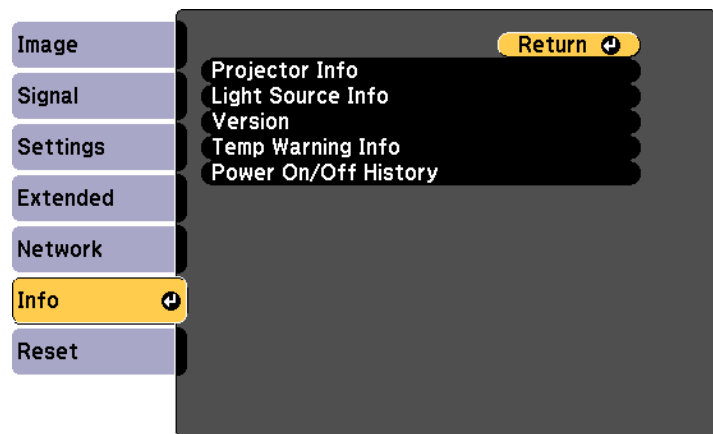 Image
Signal
Settings
Extended
Network
Info
Reset
Return
Projector Info
Light Source Info
Version
Temp Warning Info
Power On/Off History